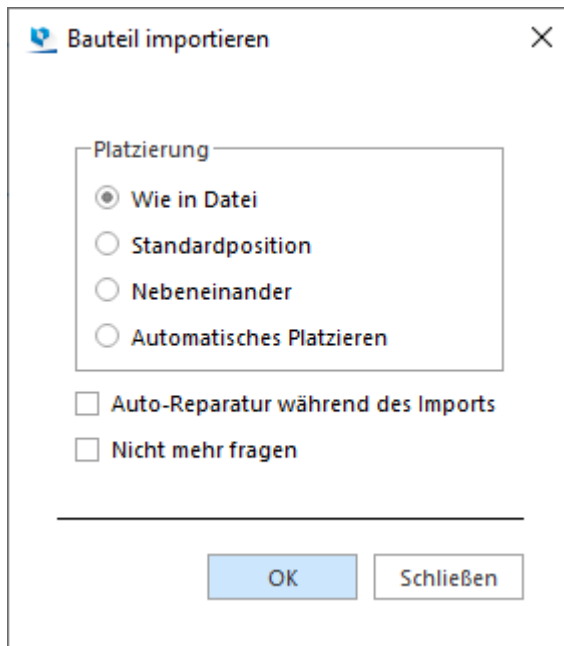 Bauteil importieren
Platzierung
Wie in Datei
Standardposition
Nebeneinander
Automatisches Platzieren
Auto-Reparatur während des Imports
Nicht mehr fragen
OK
Schließen